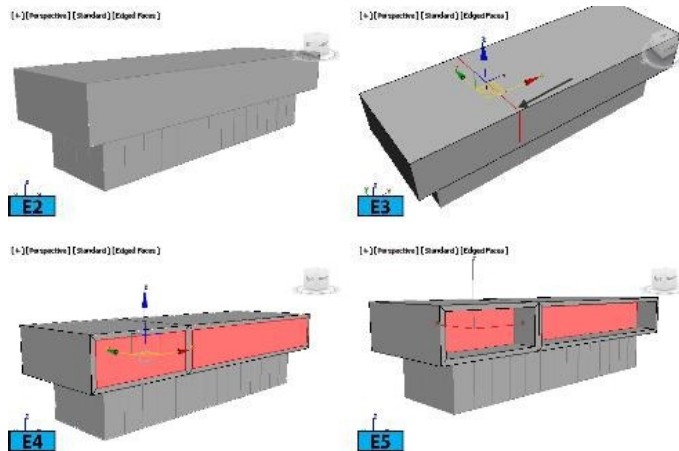 [+] [Perspective] [Standard] [Edged Faces]
E2
[+] [Perspective] [Standard] [Edged Faces]
E3
[+] [Perspective] [Standard] [Edged Faces]
E4
[+] [Perspective] [Standard] [Edged Faces]
E5